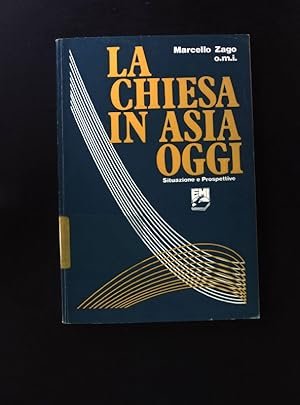 Marcello Zago
o.m.i.
LA
CHIESA
IN ASIA
OGGI
Situazione e Prospettive
EMI